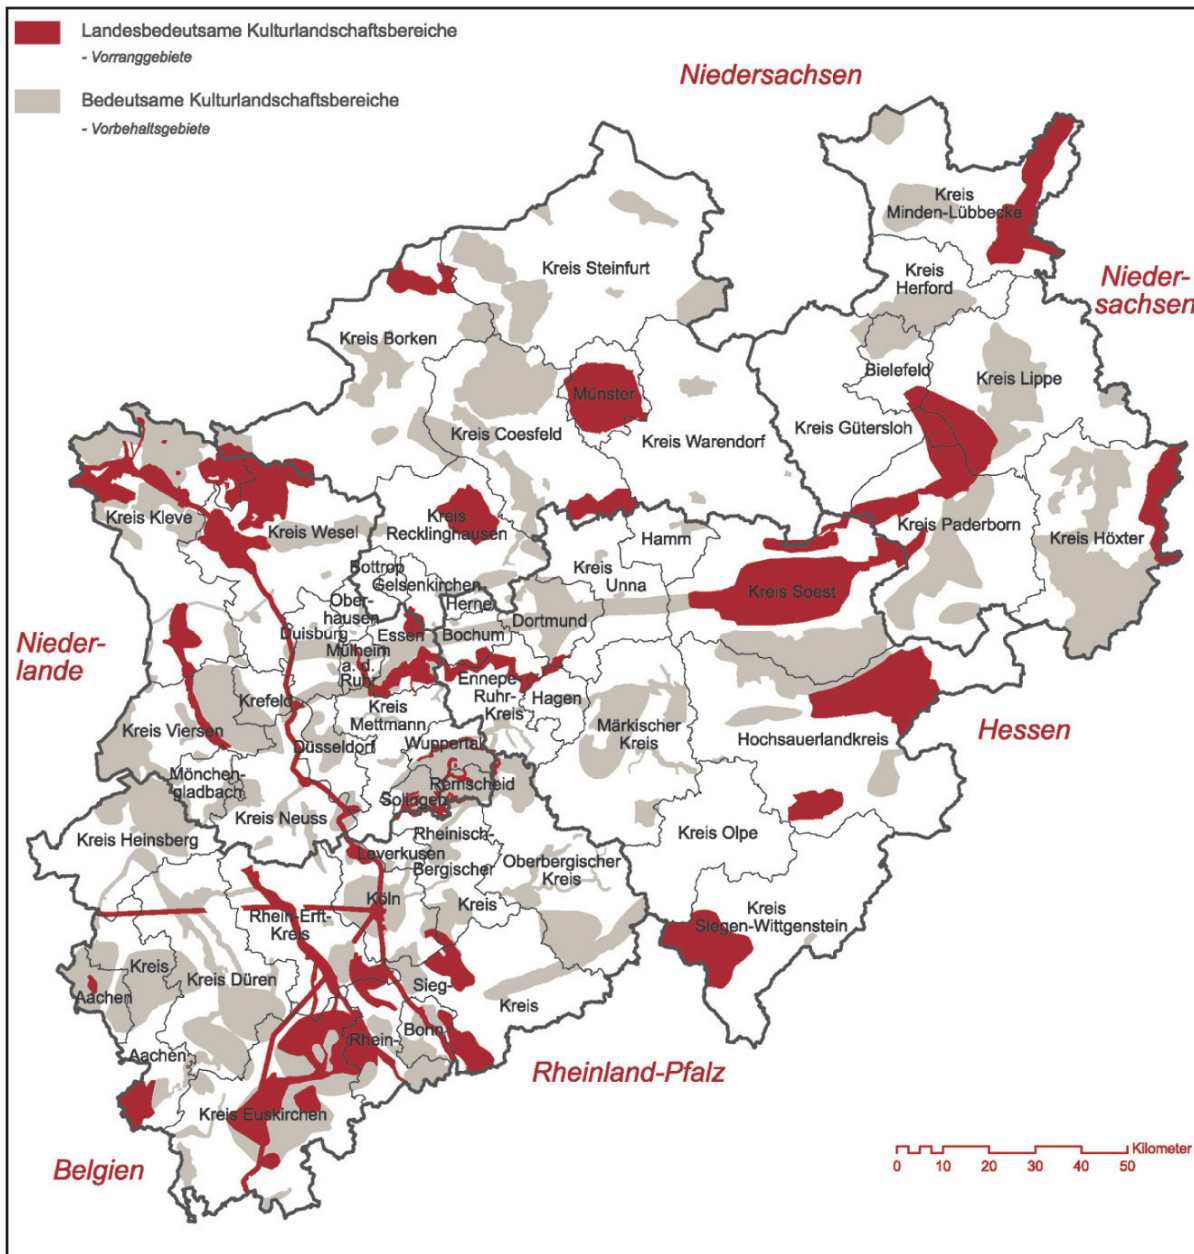 Landesbedeutsame Kulturlandschaftsbereiche
- Vorranggebiete
Bedeutsame Kulturlandschaftsbereiche
- Vorbehaltsgebiete
Niedersachsen
Kreis
Minden-Lübbecke
Kreis Steinfurt
Kreis
Herford
Nieder-
sachsen
Kreis Borken
Bielefeld
Kreis Lippe
Münster
Kreis Coesfeld
Kreis Warendorf
Kreis Gütersloh
Kreis Kleve
Kreis Wesel
Kreis
Recklinghausen
Hamm
Kreis Paderborn
Kreis Höxter
Bottrop
Gelsenkirchen
Kreis
Unna
Kreis Soest
Ober-
hausen
Herne
Dortmund
Duisburg
Essen
Bochum
Nieder-
lande
Mülheim
a. d.
Ruhr
Ennepe
Ruhr-
Kreis
Hagen
Krefeld
Kreis
Mettmann
Kreis Viersen
Düsseldorf
Wuppertal
Märkischer
Kreis
Hochsauerlandkreis
Hessen
Mönchen-
gladbach
Remscheid
Solingen
Kreis Neuss
Kreis Heinsberg
Rheinisch-
Bergischer
Kreis
Leverkusen
Oberbergischer
Kreis
Kreis Olpe
Köln
Rhein-Erft-
Kreis
Kreis
Siegen-Wittgenstein
Kreis
Aachen
Kreis Düren
Sieg-
Kreis
Aachen
Rhein-
Bonn
Rheinland-Pfalz
Kreis Euskirchen
Belgien
Kilometer
0 10 20 30 40 50